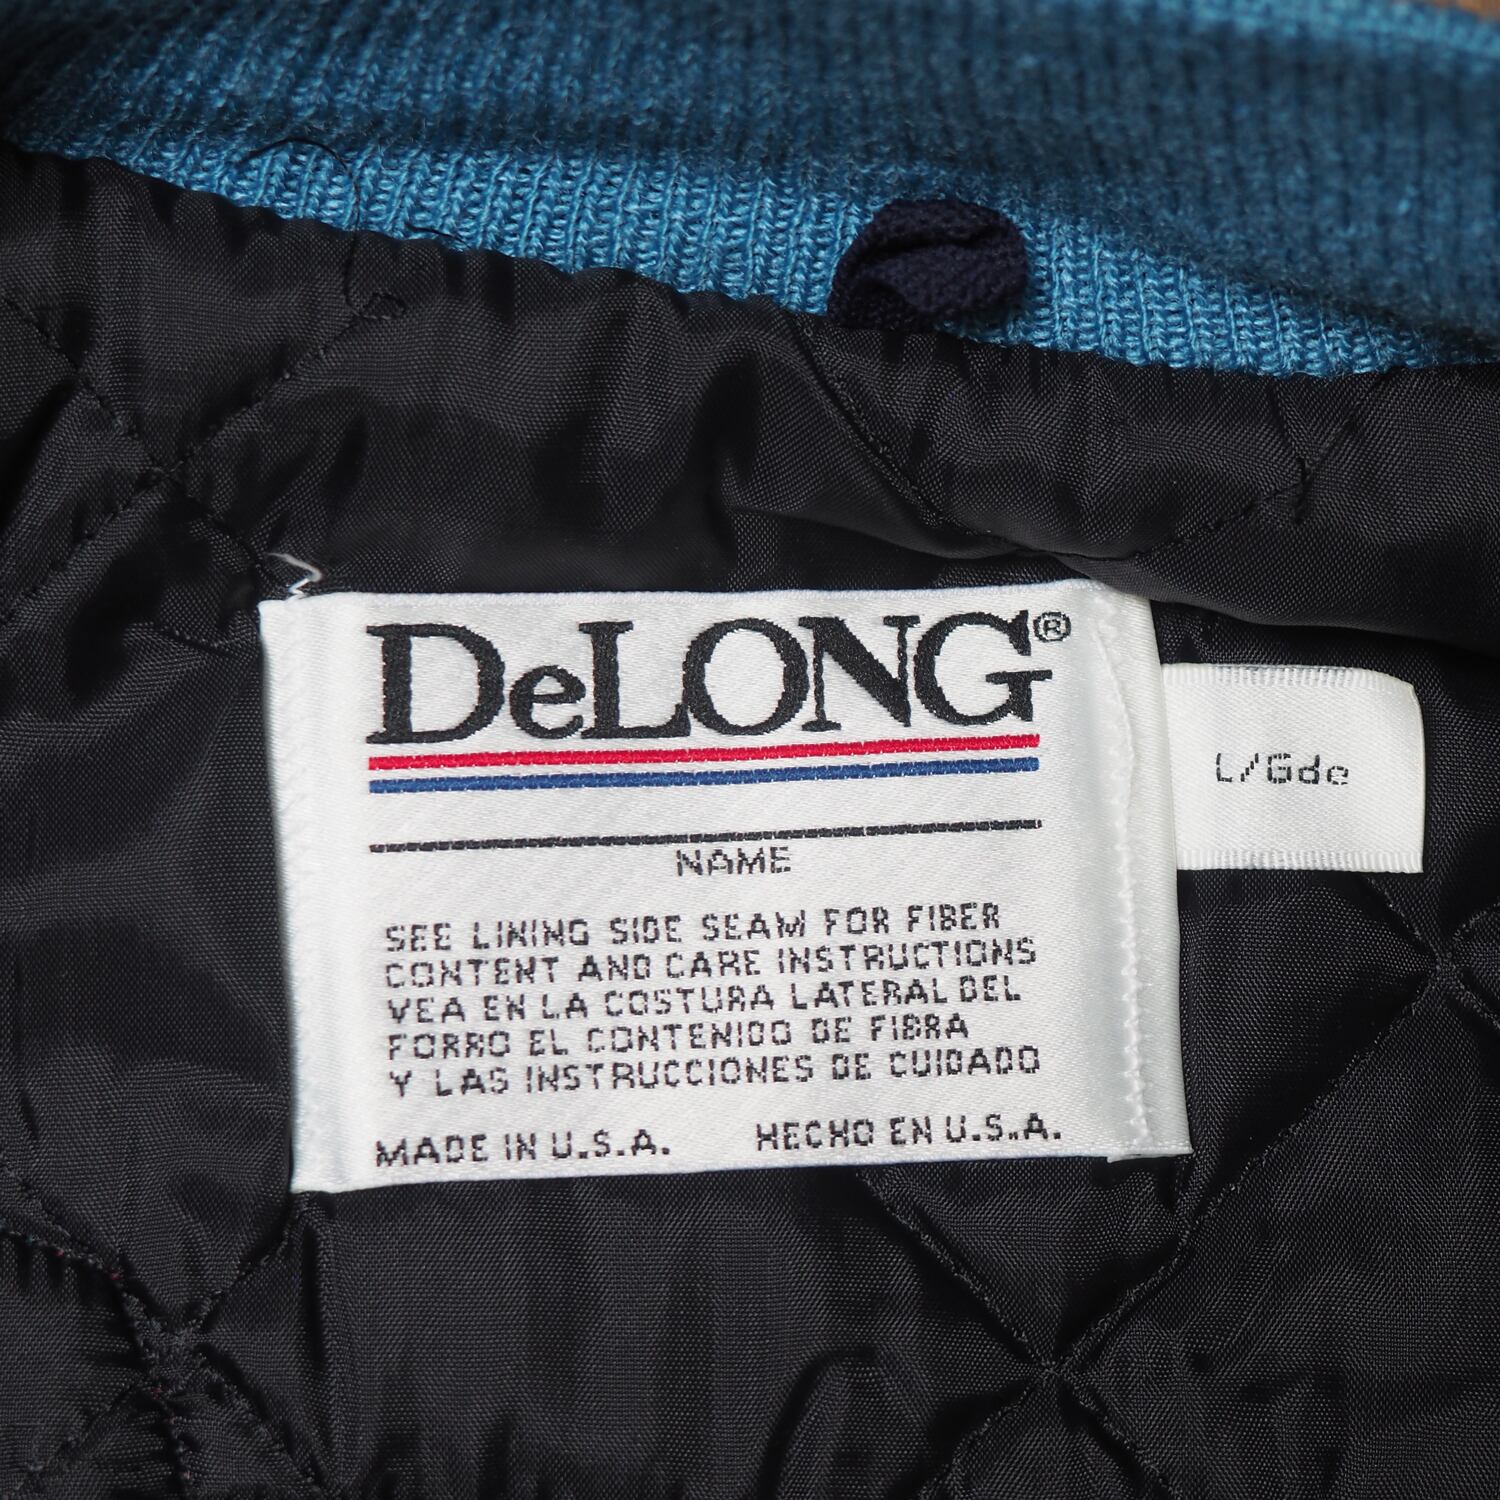 DeLONG®
L/Gde
NAME
SEE LINING SIDE SEAM FOR FIBER
CONTENT AND CARE INSTRUCTIONS
VEA EN LA COSTURA LATERAL DEL
FORRO EL CONTENIDO DE FIBRA
Y LAS INSTRUCCIONES DE CUIDADO
MADE IN U.S.A. HECHO EN U.S.A.